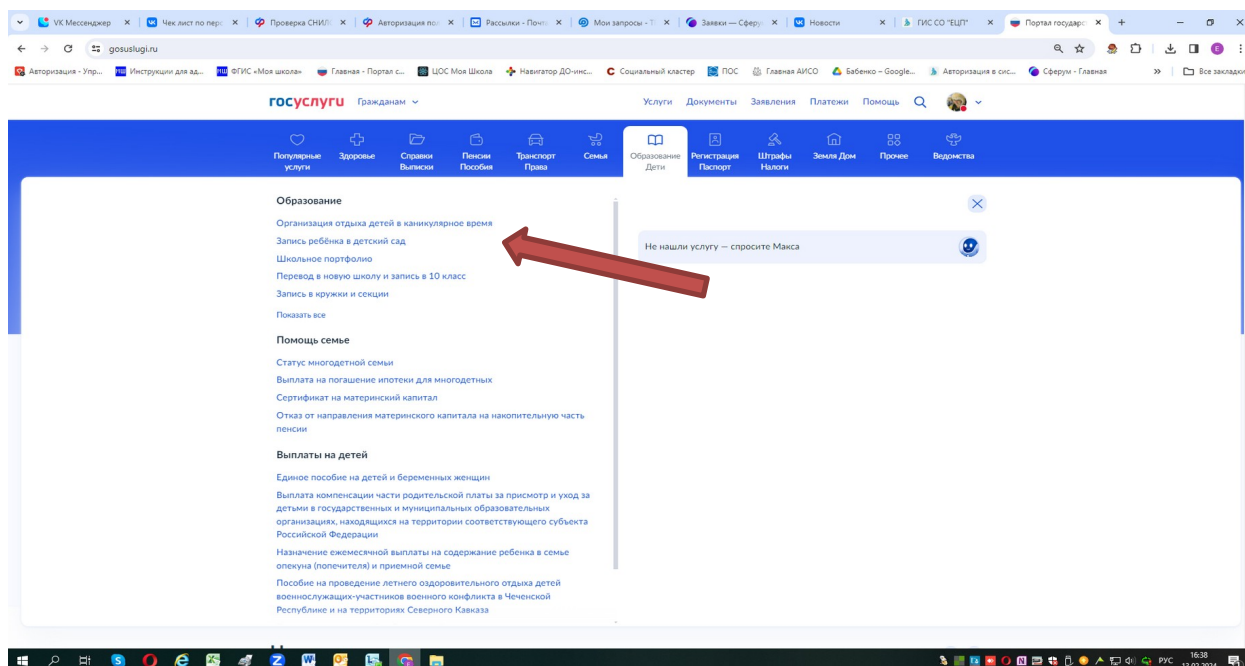 VK Мессенджер
Чек лист по перс
Проверка СНИЛ
Авторизация пол
Рассылки - Почт
Мои запросы - Т
Заявки — Сферу
Новости
ГИС СО "ЕЦП"
Портал государс
gosuslugi.ru
Авторизация - Упр...
Инструкции для ад...
ФГИС «Моя школа»
Главная - Портал с...
ЦОС Моя Школа
Навигатор ДО-инс...
Социальный кластер
ПОС
Главная АИСО
Бабенко – Google...
Авторизация в сис...
Сферум - Главная
Все закладки
госуслуги Гражданам
Услуги Документы Заявления Платежи Помощь
Популярные услуги
Здоровье
Справки Выписки
Пенсии Пособия
Транспорт Права
Семья
Образование Дети
Регистрация Паспорт
Штрафы Налоги
Земля Дом
Прочее
Ведомства
Образование
Организация отдыха детей в каникулярное время
Запись ребёнка в детский сад
Школьное портфолио
Перевод в новую школу и запись в 10 класс
Запись в кружки и секции
Показать все
Не нашли услугу — спросите Макса
Помощь семье
Статус многодетной семьи
Выплата на погашение ипотеки для многодетных
Сертификат на материнский капитал
Отказ от направления материнского капитала на накопительную часть
пенсии
Выплаты на детей
Единое пособие на детей и беременных женщин
Выплата компенсации части родительской платы за присмотр и уход за
детьми в государственных и муниципальных образовательных
организациях, находящихся на территории соответствующего субъекта
Российской Федерации
Назначение ежемесячной выплаты на содержание ребенка в семье
опекуна (попечителя) и приемной семье
Пособие на проведение летнего оздоровительного отдыха детей
военнослужащих-участников военного конфликта в Чеченской
Республике и на территориях Северного Кавказа
РУС
16:38
13.02.2024